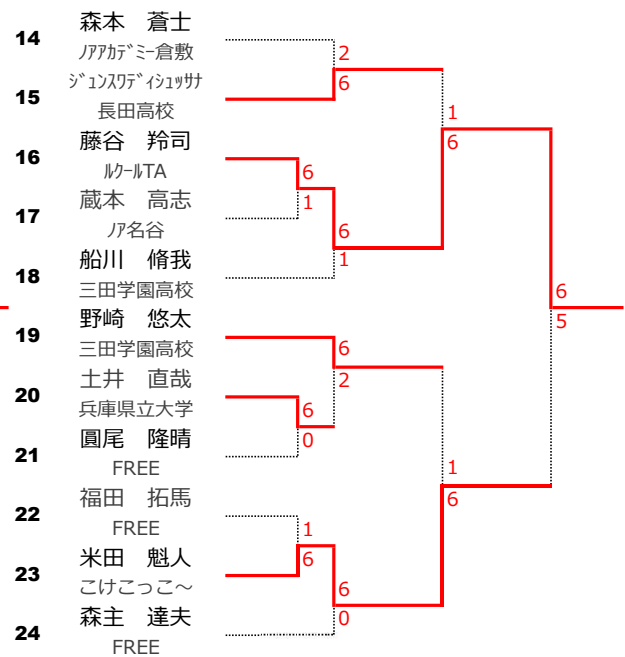 14
森本　蒼士
ﾉｱｱｶﾃﾞﾐｰ倉敷
15
ｼﾞｭﾝｽﾜﾃﾞｨｼｭｯｻﾅ
長田高校
16
藤谷　羚司
ﾙｸｰﾙTA
17
蔵本　高志
ﾉｱ名谷
18
船川　脩我
三田学園高校
19
野崎　悠太
三田学園高校
20
土井　直哉
兵庫県立大学
21
圓尾　隆晴
FREE
22
福田　拓馬
FREE
23
米田　魁人
こけこっこ～
24
森主　達夫
FREE
2
6
6
1
6
1
1
6
6
2
6
0
1
6
6
0
1
6
6
5